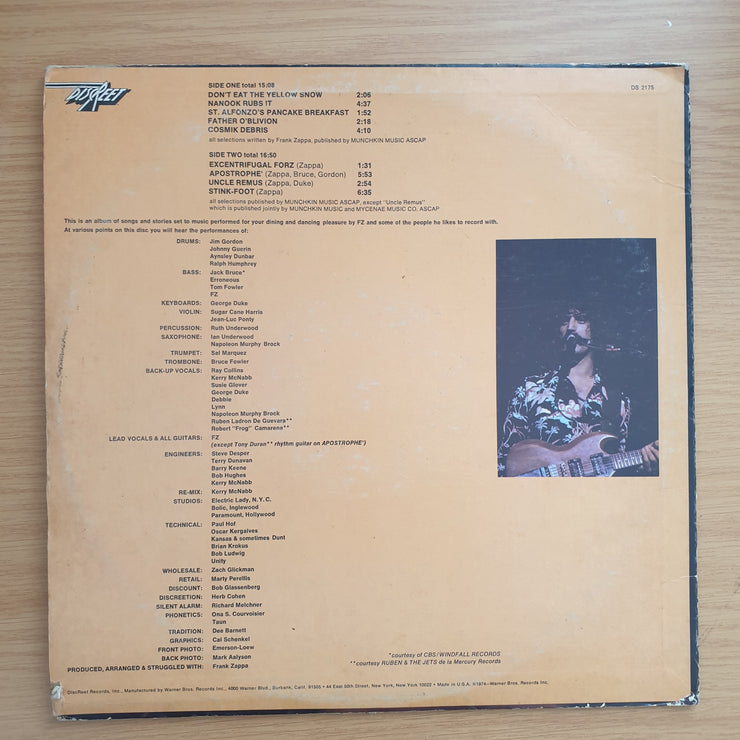 DISCREET
DS 2175
SIDE ONE total 15:08
DON'T EAT THE YELLOW SNOW 2:06
NANOOK RUBS IT 4:37
ST. ALFONZO'S PANCAKE BREAKFAST 1:52
FATHER O'BLIVION 2:18
COSMIK DEBRIS 4:10
all selections written by Frank Zappa, published by MUNCHKIN MUSIC ASCAP
SIDE TWO total 16:50
EXCENTRIFUGAL FORZ (Zappa) 1:31
APOSTROPHE' (Zappa, Bruce, Gordon) 5:53
UNCLE REMUS (Zappa, Duke) 2:54
STINK-FOOT (Zappa) 6:35
all selections published by MUNCHKIN MUSIC ASCAP, except "Uncle Remus"
which is published jointly by MUNCHKIN MUSIC and MYCENAE MUSIC CO. ASCAP
This is an album of songs and stories set to music performed for your dining and dancing pleasure by FZ and some of the people he likes to record with.
At various points on this disc you will hear the performances of:
DRUMS: Jim Gordon
Johnny Guerin
Aynsley Dunbar
Ralph Humphrey
BASS: Jack Bruce*
Erroneous
Tom Fowler
FZ
KEYBOARDS: George Duke
VIOLIN: Sugar Cane Harris
Jean-Luc Ponty
PERCUSSION: Ruth Underwood
SAXOPHONE: Ian Underwood
Napoleon Murphy Brock
TRUMPET: Sal Marquez
TROMBONE: Bruce Fowler
BACK-UP VOCALS: Ray Collins
Kerry McNabb
Susie Glover
George Duke
Debbie
Lynn
Napoleon Murphy Brock
Ruben Ladron De Guevara**
Robert "Frog" Camarena**
LEAD VOCALS & ALL GUITARS: FZ
(except Tony Duran** rhythm guitar on APOSTROPHE')
ENGINEERS: Steve Desper
Terry Dunavan
Barry Keene
Bob Hughes
Kerry McNabb
RE-MIX: Kerry McNabb
STUDIOS: Electric Lady, N.Y.C.
Bolic, Inglewood
Paramount, Hollywood
TECHNICAL: Paul Hof
Oscar Kergaives
Kansas & sometimes Dunt
Brian Krokus
Bob Ludwig
Unity
WHOLESALE: Zach Glickman
RETAIL: Marty Perellis
DISCOUNT: Bob Glassenberg
DISCREETION: Herb Cohen
SILENT ALARM: Richard Melchner
PHONETICS: Ona S. Courvoisier
Taun
TRADITION: Dee Barnett
GRAPHICS: Cal Schenkel
FRONT PHOTO: Emerson-Loew
BACK PHOTO: Mark Aalyson
PRODUCED, ARRANGED & STRUGGLED WITH: Frank Zappa
*courtesy of CBS/WINDFALL RECORDS
**courtesy RUBEN & THE JETS de la Mercury Records
DiscReet Records, Inc., Manufactured by Warner Bros. Records Inc., 4000 Warner Blvd., Burbank, Calif. 91505 • 44 East 50th Street, New York, New York 10022 • Made in U.S.A. ℗1974—Warner Bros. Records Inc.